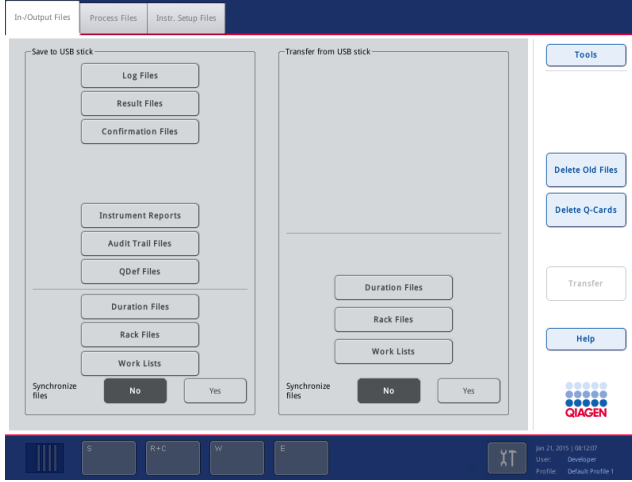 In-/Output Files
Process Files
Instr. Setup Files
Save to USB stick
Log Files
Result Files
Confirmation Files
Instrument Reports
Audit Trail Files
QDef Files
Duration Files
Rack Files
Work Lists
Synchronize
files
No
Yes
Transfer from USB stick
Duration Files
Rack Files
Work Lists
Synchronize
files
No
Yes
Tools
Delete Old Files
Delete Q-Cards
Transfer
Help
QIAGEN
S
R+C
W
E
Jan 21, 2015 | 08:12:07
User: Developer
Profile: Default Profile 1